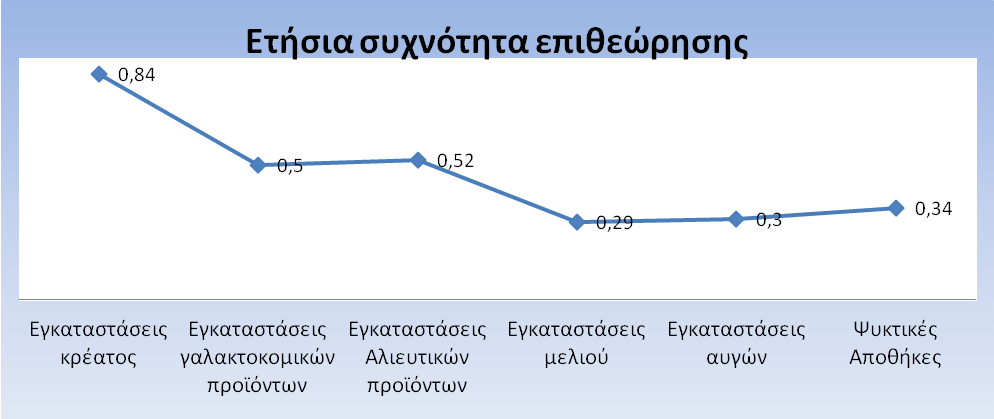 Ετήσια συχνότητα επιθεώρησης
0,84
0,5
0,52
0,29
0,3
0,34
Εγκαταστάσεις
κρέατος
Εγκαταστάσεις
γαλακτοκομικών
προϊόντων
Εγκαταστάσεις
Αλιευτικών
προϊόντων
Εγκαταστάσεις
μελιού
Εγκαταστάσεις
αυγών
Ψυκτικές
Αποθήκες